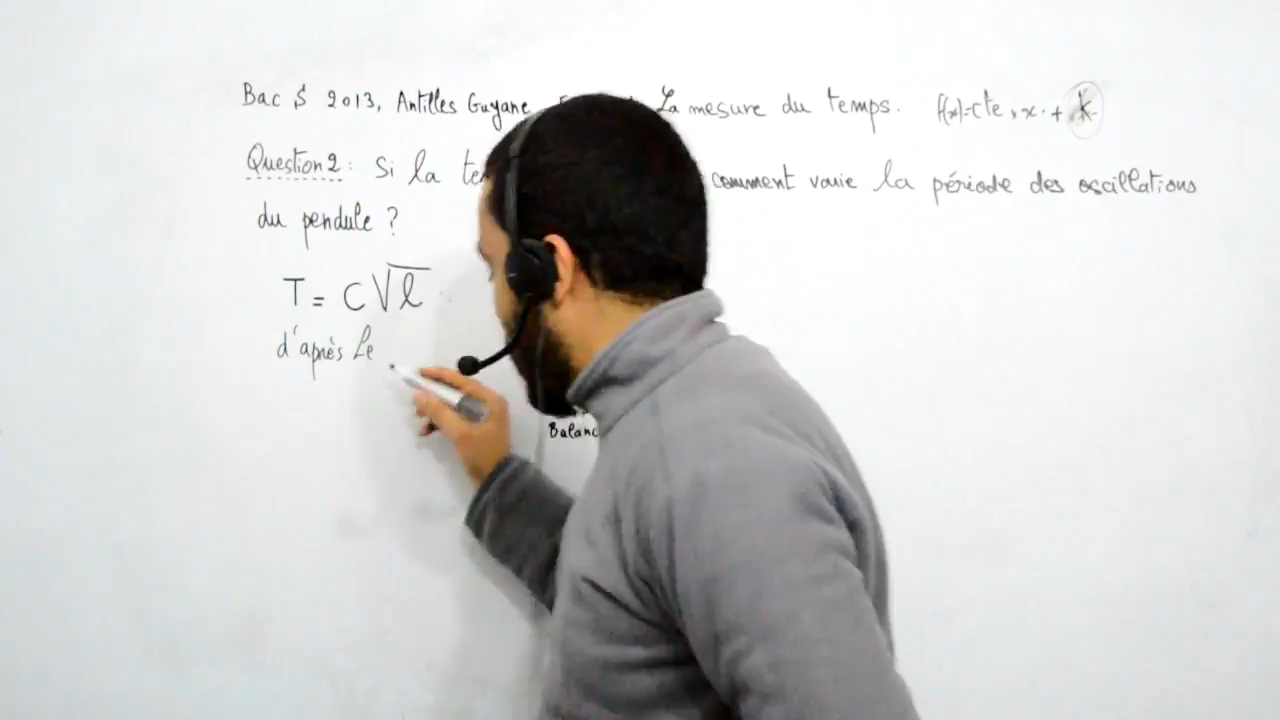 Bac S 2013, Antilles Guyane La mesure du temps. f(x)=cte, x. + k
Question 2: Si la comment varie la période des oscillations
du pendule ?
T = C√l
d'après Le
Balanc